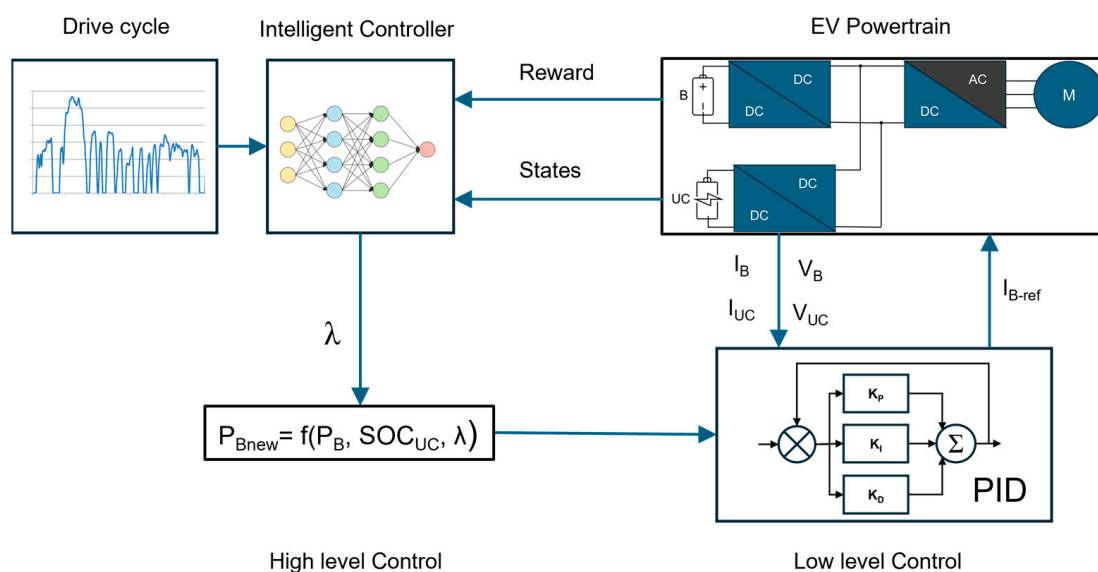 Drive cycle
Intelligent Controller
EV Powertrain
Reward
States
B
+
DC
DC
AC
DC
M
UC
DC
DC
I_B
V_B
I_UC
V_UC
I_B-ref
λ
P_Bnew= f(P_B, SOC_UC, λ)
K_P
K_I
Σ
K_D
PID
High level Control
Low level Control